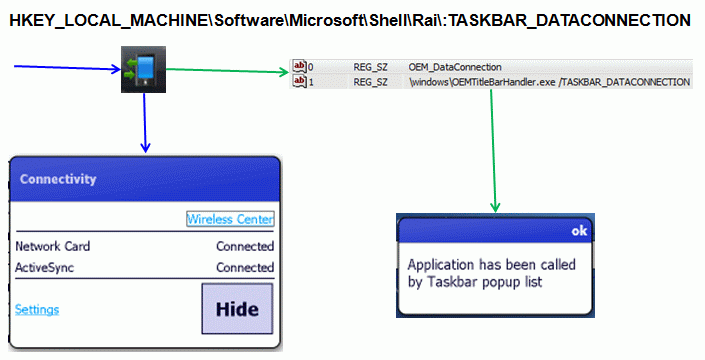 HKEY_LOCAL_MACHINE\Software\Microsoft\Shell\Rai\:TASKBAR_DATACONNECTION
ab 0 REG_SZ OEM_DataConnection
ab 1 REG_SZ \windows\OEMTitleBarHandler.exe /TASKBAR_DATACONNECTION
Connectivity
Wireless Center
Network Card Connected
ActiveSync Connected
Settings Hide
ok
Application has been called
by Taskbar popup list